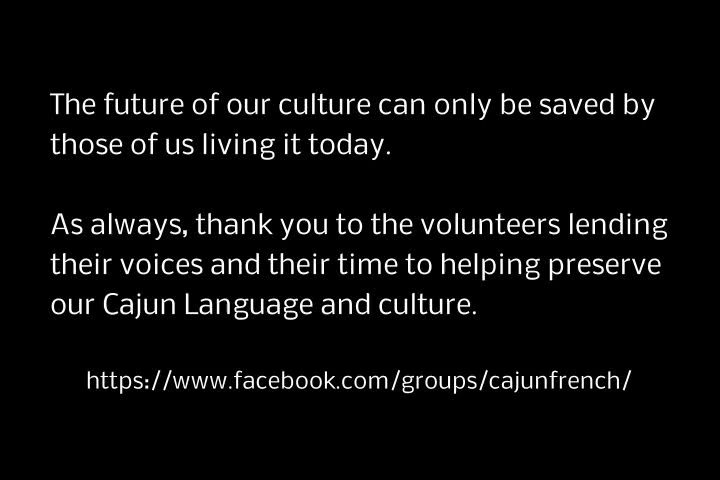 The future of our culture can only be saved by
those of us living it today.
As always, thank you to the volunteers lending
their voices and their time to helping preserve
our Cajun Language and culture.
https://www.facebook.com/groups/cajunfrench/